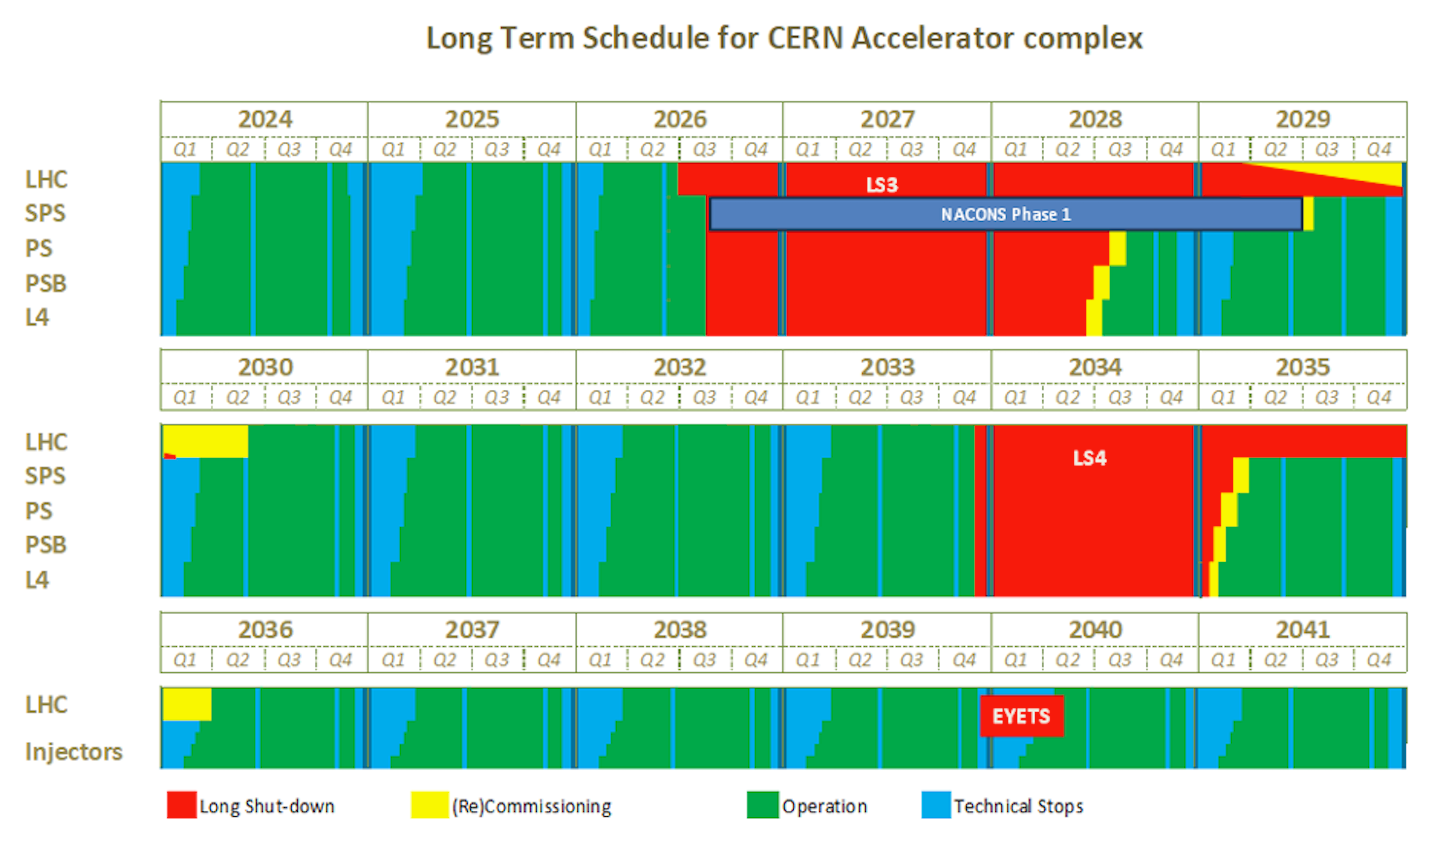 Long Term Schedule for CERN Accelerator complex
2024 2025 2026 2027 2028 2029
Q1 Q2 Q3 Q4 Q1 Q2 Q3 Q4 Q1 Q2 Q3 Q4 Q1 Q2 Q3 Q4 Q1 Q2 Q3 Q4 Q1 Q2 Q3 Q4
LHC LS3
SPS NACONS Phase 1
PS
PSB
L4
2030 2031 2032 2033 2034 2035
Q1 Q2 Q3 Q4 Q1 Q2 Q3 Q4 Q1 Q2 Q3 Q4 Q1 Q2 Q3 Q4 Q1 Q2 Q3 Q4 Q1 Q2 Q3 Q4
LHC LS4
SPS
PS
PSB
L4
2036 2037 2038 2039 2040 2041
Q1 Q2 Q3 Q4 Q1 Q2 Q3 Q4 Q1 Q2 Q3 Q4 Q1 Q2 Q3 Q4 Q1 Q2 Q3 Q4 Q1 Q2 Q3 Q4
LHC EYETS
Injectors
Long Shut-down (Re)Commissioning Operation Technical Stops